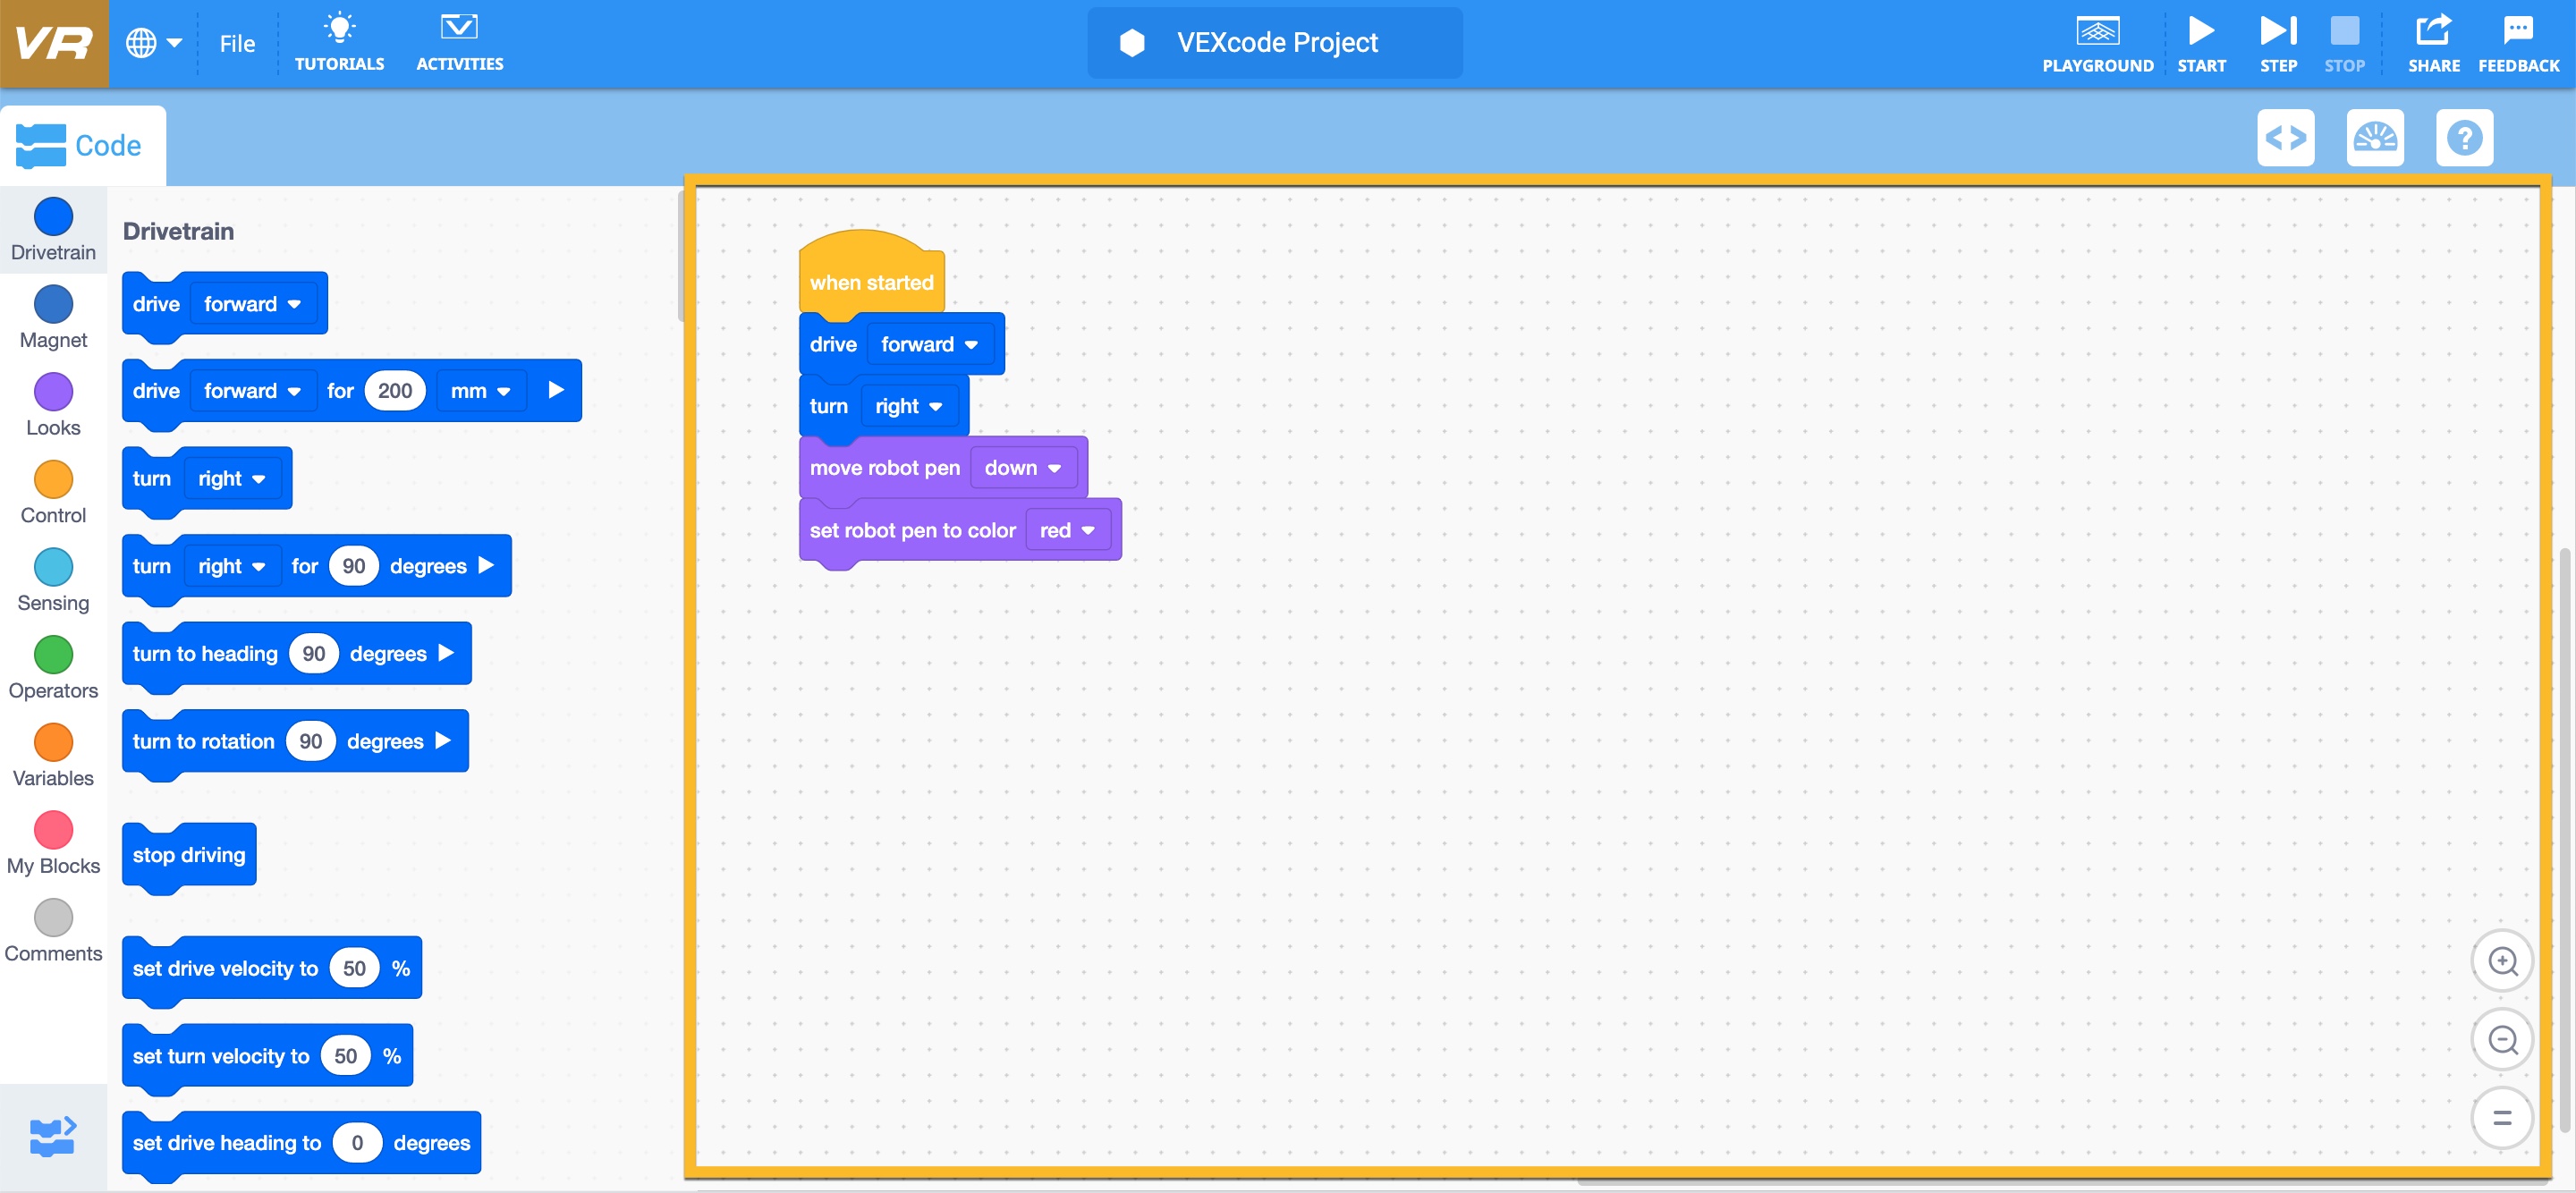 VR
File
TUTORIALS
ACTIVITIES
VEXcode Project
PLAYGROUND
START
STEP
STOP
SHARE
FEEDBACK
Code
Drivetrain
Magnet
Looks
Control
Sensing
Operators
Variables
My Blocks
Comments
Drivetrain
drive forward
drive forward for 200 mm
turn right
turn right for 90 degrees
turn to heading 90 degrees
turn to rotation 90 degrees
stop driving
set drive velocity to 50 %
set turn velocity to 50 %
set drive heading to 0 degrees
when started
drive forward
turn right
move robot pen down
set robot pen to color red